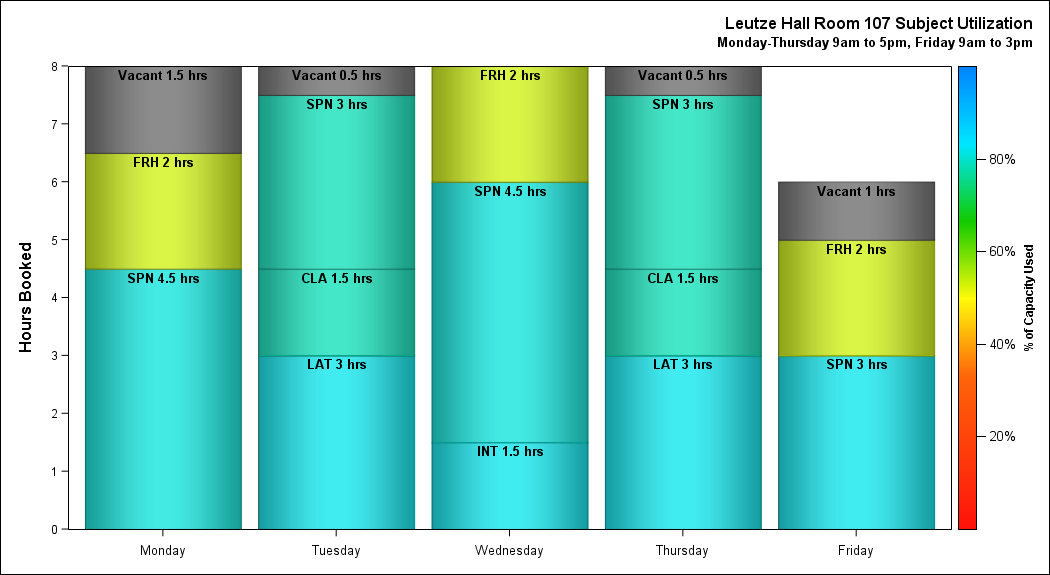 Leutze Hall Room 107 Subject Utilization
Monday-Thursday 9am to 5pm, Friday 9am to 3pm
Hours Booked
8
7
6
5
4
3
2
1
0
Vacant 1.5 hrs
FRH 2 hrs
SPN 4.5 hrs
Monday
Vacant 0.5 hrs
SPN 3 hrs
CLA 1.5 hrs
LAT 3 hrs
Tuesday
FRH 2 hrs
SPN 4.5 hrs
INT 1.5 hrs
Wednesday
Vacant 0.5 hrs
SPN 3 hrs
CLA 1.5 hrs
LAT 3 hrs
Thursday
Vacant 1 hrs
FRH 2 hrs
SPN 3 hrs
Friday
80%
60%
40%
20%
% of Capacity Used